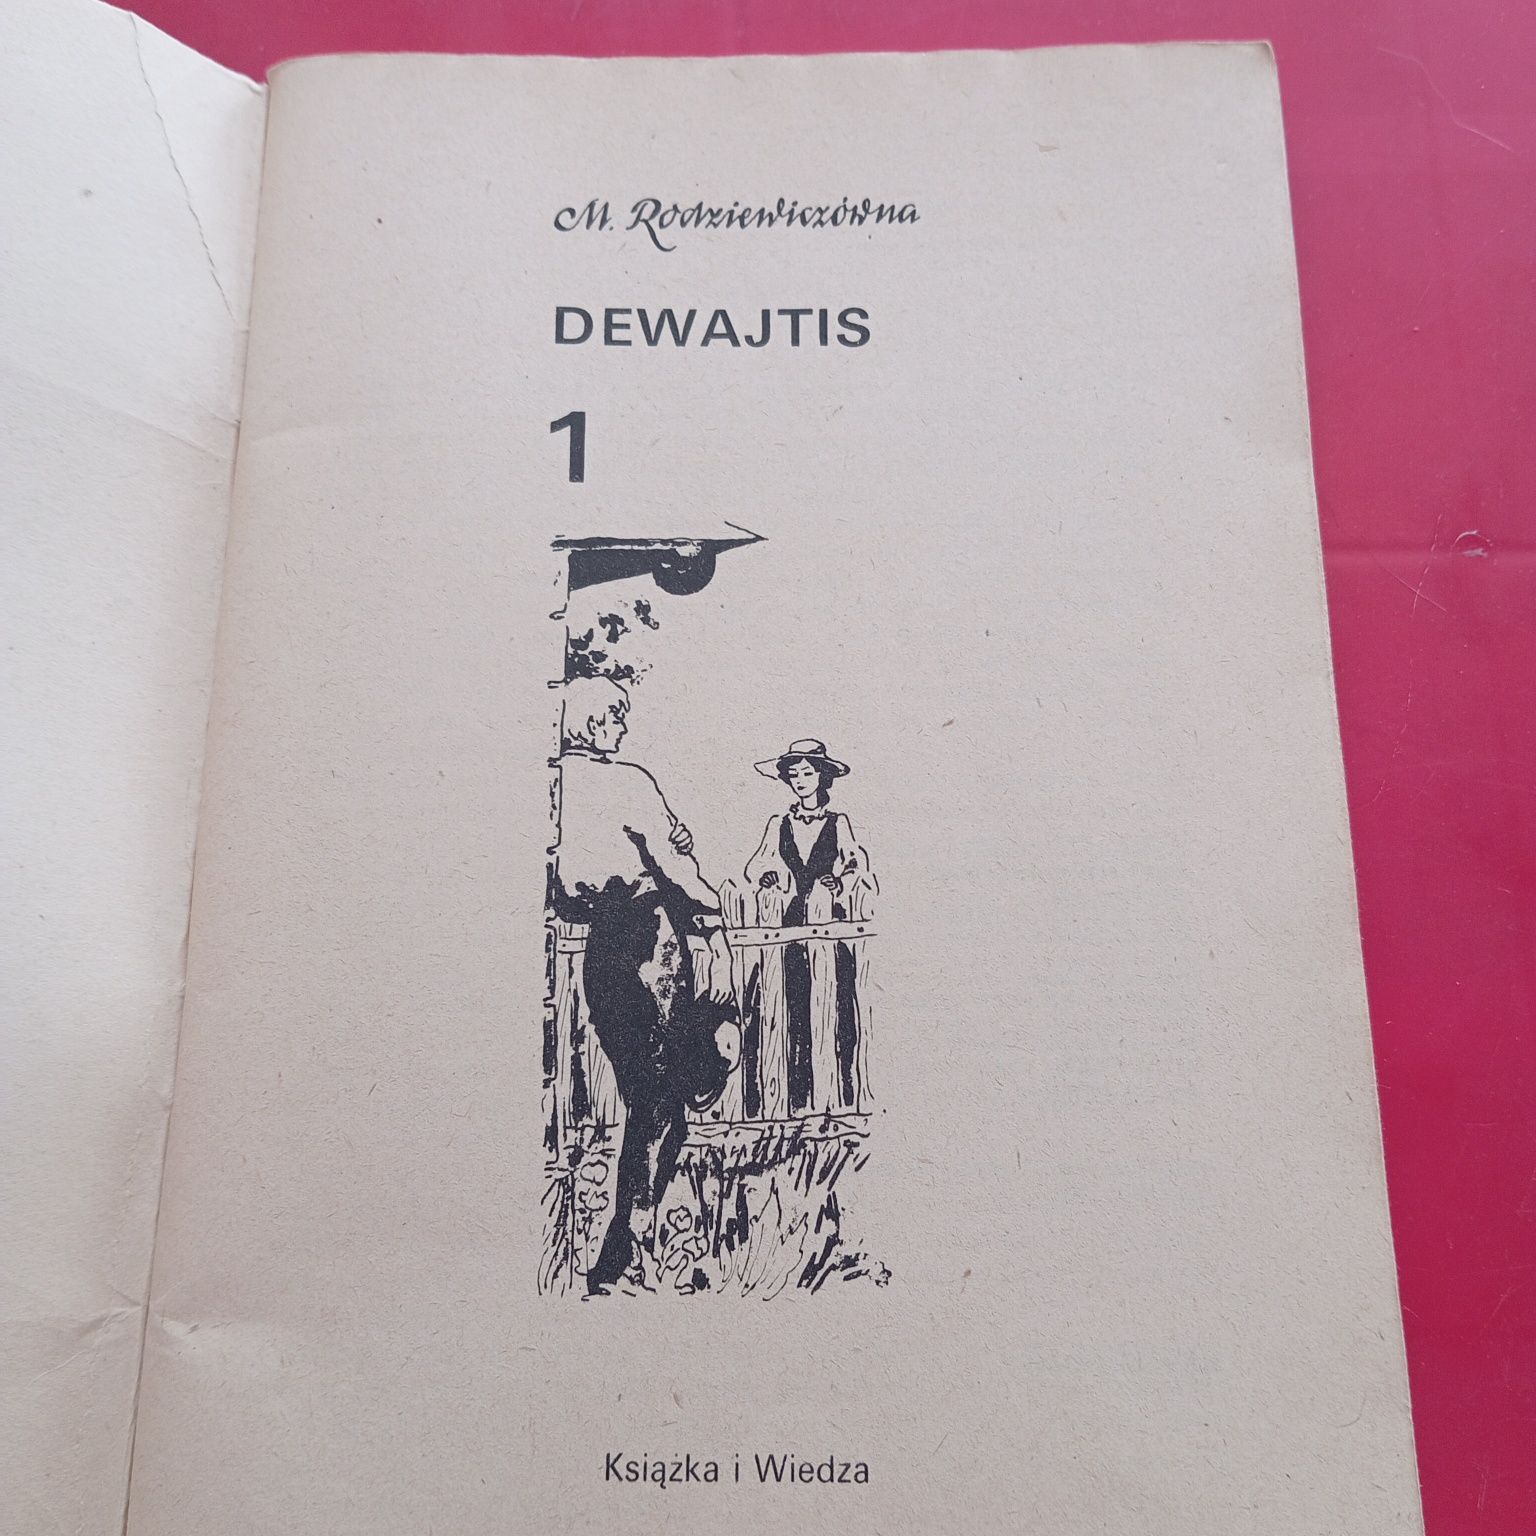 M. Rodziewiczówna
DEWAJTIS
1
Książka i Wiedza